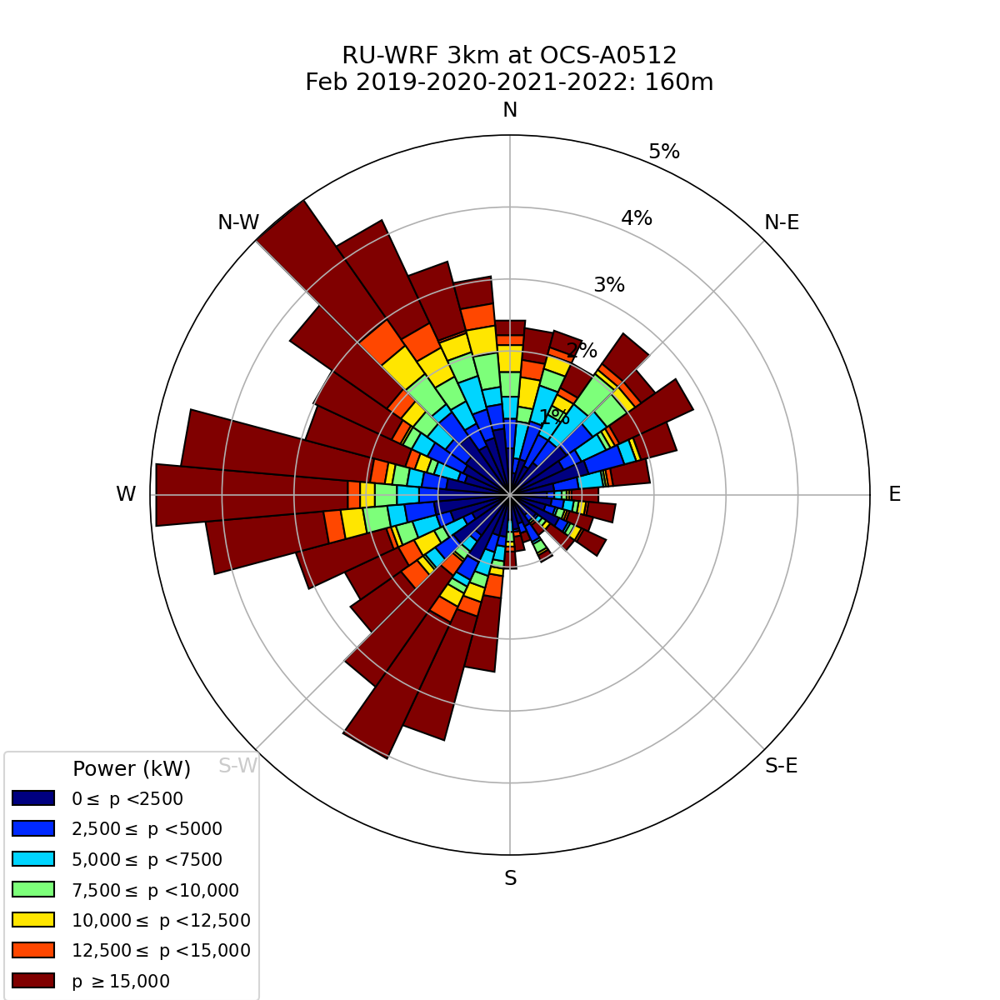 RU-WRF 3km at OCS-A0512
Feb 2019-2020-2021-2022: 160m
N
5%
4%
N-W
N-E
3%
2%
1%
W
E
S-W
S-E
S
Power (kW)
0≤ p <2500
2,500≤ p <5000
5,000≤ p <7500
7,500≤ p <10,000
10,000≤ p <12,500
12,500≤ p <15,000
p ≥15,000